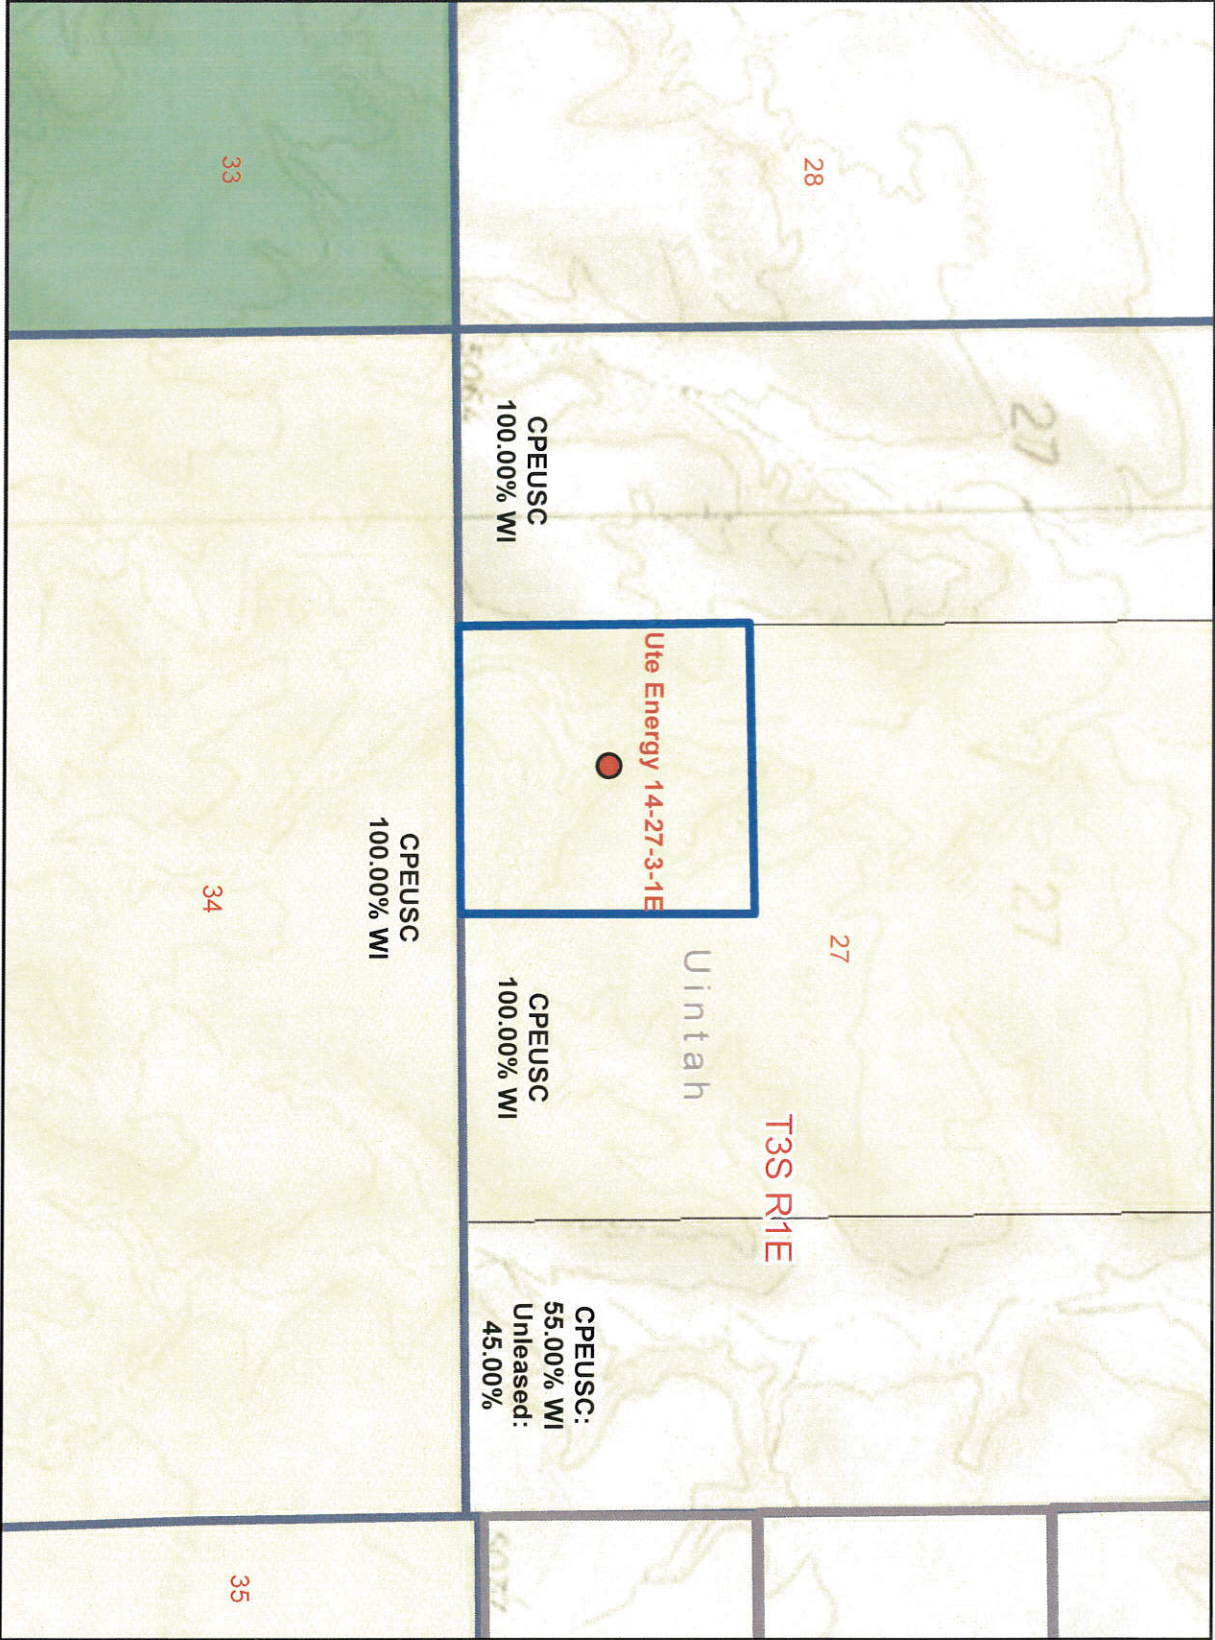 28
27
27
27
T3S R1E
Uintah
Ute Energy 14-27-3-1E
CPEUSC
100.00% WI
CPEUSC
100.00% WI
CPEUSC:
55.00% WI
Unleased:
45.00%
CPEUSC
100.00% WI
33
34
35